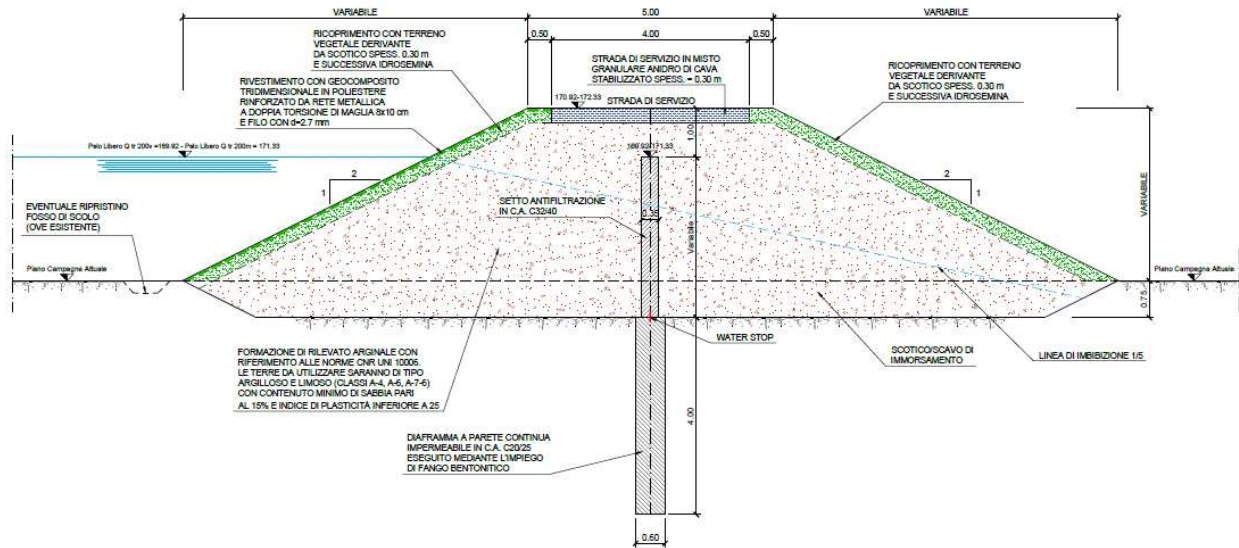 VARIABILE
5.00
VARIABILE
0.50
4.00
0.50
RICOPRIMENTO CON TERRENO
VEGETALE DERIVANTE
DA SCOTICO SPESS. 0.30 m
E SUCCESSIVA IDROSEMINA
STRADA DI SERVIZIO IN MISTO
GRANULARE ANIDRO DI CAVA
STABILIZZATO SPESS. = 0.30 m
RICOPRIMENTO CON TERRENO
VEGETALE DERIVANTE
DA SCOTICO SPESS. 0.30 m
E SUCCESSIVA IDROSEMINA
RIVESTIMENTO CON GEOCOMPOSITO
TRIDIMENSIONALE IN POLIESTERE
RINFORZATO DA RETE METALLICA
A DOPPIA TORSIONE DI MAGLIA 8x10 cm
E FILO CON d=2.7 mm
170.92-172.33
STRADA DI SERVIZIO
1.00
Pelo Libero Q tr 200v =169.92 - Pelo Libero Q tr 200m = 171.33
169.92-171.33
2
1
2
1
VARIABILE
EVENTUALE RIPRISTINO
FOSSO DI SCOLO
(OVE ESISTENTE)
SETTO ANTIFILTRAZIONE
IN C.A. C32/40
0.35
Variabile
Piano Campagna Attuale
Piano Campagna Attuale
0.75
WATER STOP
SCOTICO/SCAVO DI
IMMORSAMENTO
LINEA DI IMBIBIZIONE 1/5
FORMAZIONE DI RILEVATO ARGINALE CON
RIFERIMENTO ALLE NORME CNR UNI 10006.
LE TERRE DA UTILIZZARE SARANNO DI TIPO
ARGILLOSO E LIMOSO (CLASSI A-4, A-6, A-7-6)
CON CONTENUTO MINIMO DI SABBIA PARI
AL 15% E INDICE DI PLASTICITÀ INFERIORE A 25
4.00
DIAFRAMMA A PARETE CONTINUA
IMPERMEABILE IN C.A. C20/25
ESEGUITO MEDIANTE L'IMPIEGO
DI FANGO BENTONITICO
0.60